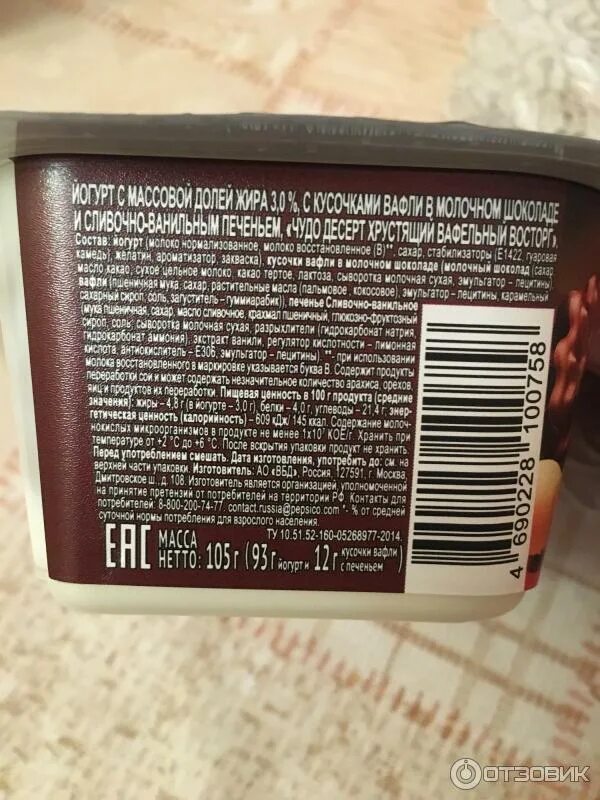 ЙОГУРТ С МАССОВОЙ ДОЛЕЙ ЖИРА 3,0 %, С КУСОЧКАМИ ВАФЛИ В МОЛОЧНОМ ШОКОЛАДЕ
И СЛИВОЧНО-ВАНИЛЬНЫМ ПЕЧЕНЬЕМ, «ЧУДО ДЕСЕРТ ХРУСТЯЩИЙ ВАФЕЛЬНЫЙ ВОСТОРГ».
Состав: йогурт (молоко нормализованное, молоко восстановленное (В)**, сахар, стабилизаторы (Е1422, гуаровая
камедь), желатин, ароматизатор, закваска), кусочки вафли в молочном шоколаде (молочный шоколад (сахар,
масло какао, сухое цельное молоко, какао тертое, лактоза, сыворотка молочная сухая, эмульгатор – лецитины),
вафли (пшеничная мука, сахар, растительные масла (пальмовое, кокосовое), эмульгатор - лецитины, карамельный
сахарный сироп, соль, загуститель – гуммиарабик)), печенье Сливочно-ванильное
(мука пшеничная, сахар, масло сливочное, крахмал пшеничный, глюкозно-фруктозный
сироп, соль, сыворотка молочная сухая, разрыхлители (гидрокарбонат натрия,
гидрокарбонат аммония), экстракт ванили, регулятор кислотности – лимонная
кислота, антиокислитель – Е306, эмульгатор – лецитины). ** - при использовании
молока восстановленного в маркировке указывается буква В. Содержит продукты
переработки сои и может содержать незначительное количество арахиса, орехов,
яиц и продуктов их переработки. Пищевая ценность в 100 г продукта (средние
значения): жиры – 4,8 г (в йогурте – 3,0 г), белки – 4,0 г, углеводы – 21,4 г; энер-
гетическая ценность (калорийность) – 609 кДж/ 145 ккал. Содержание молоч-
нокислых микроорганизмов в продукте не менее 1х10⁷ КОЕ/г. Хранить при
температуре от +2 °С до +6 °С. После вскрытия упаковки продукт не хранить.
Перед употреблением смешать. Дата изготовления, употребить до: см. на
верхней части упаковки. Изготовитель: АО «ВБД», Россия, 127591, г. Москва,
Дмитровское ш., д. 108. Изготовитель является организацией, уполномоченной
на принятие претензий от потребителей на территории РФ. Контакты для
потребителей: 8-800-200-74-77. contact.russia@pepsico.com * - от средней
суточной нормы потребления для взрослого населения.
ТУ 10.51.52-160-05268977-2014.
ЕАС МАССА НЕТТО: 105 г (93 г йогурт и 12 г кусочки вафли с печеньем)
4 690228 100758
ОТЗОВИК